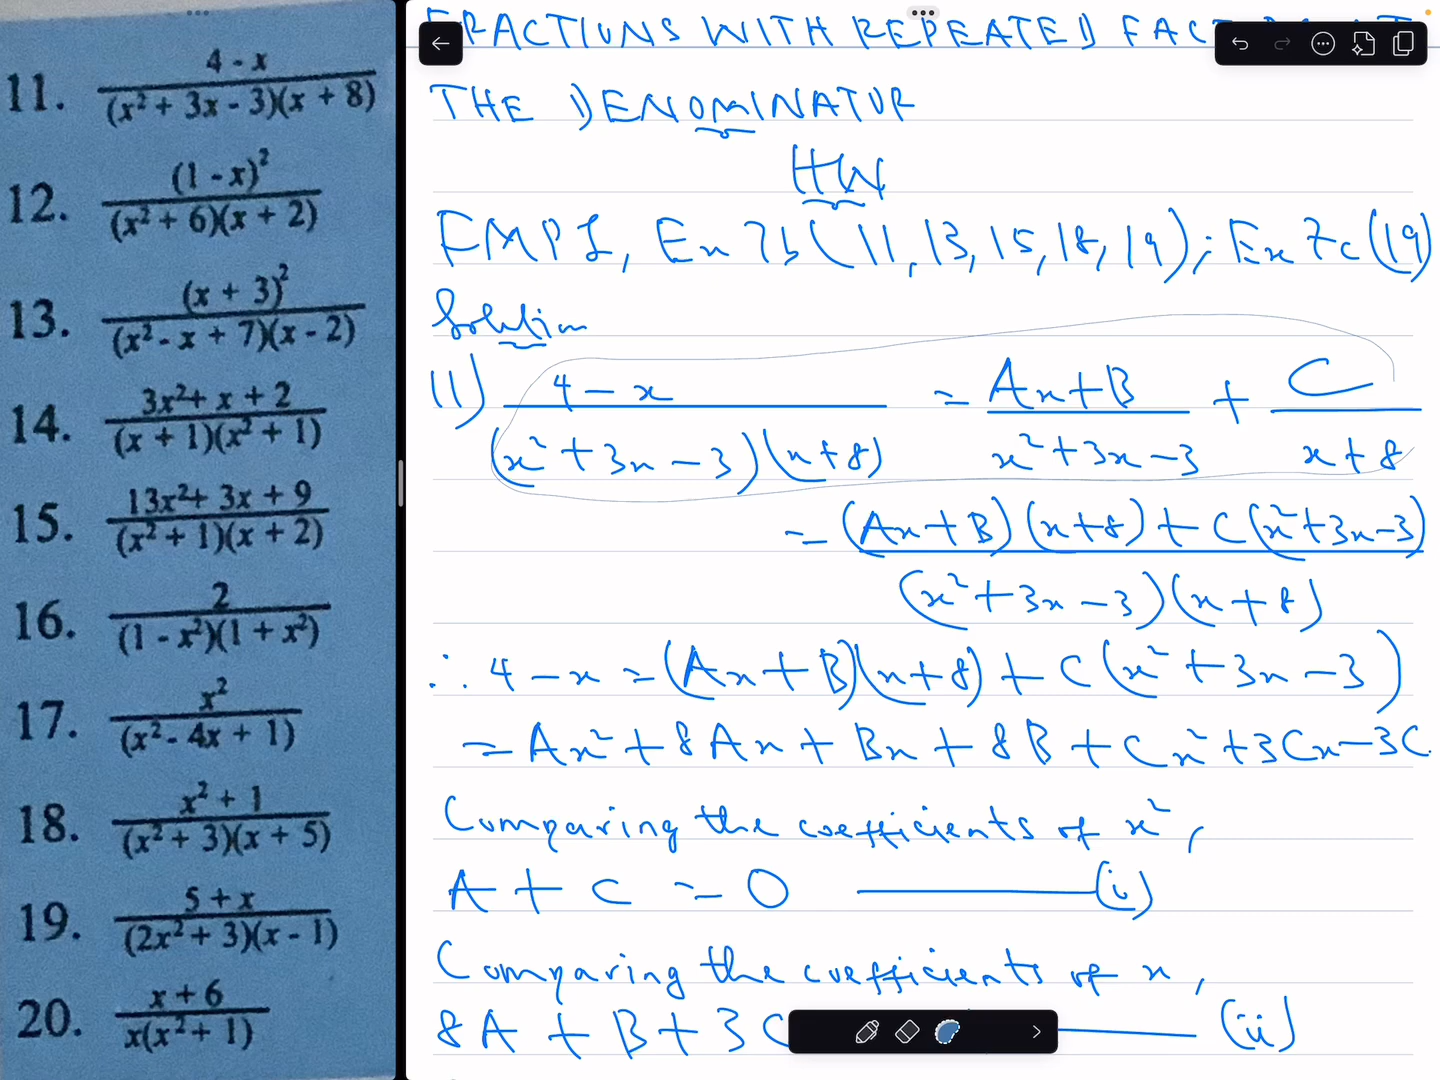 11. (4 - x)/((x² + 3x - 3)(x + 8))
12. (1 - x)²/((x² + 6)(x + 2))
13. (x + 3)²/((x² - x + 7)(x - 2))
14. (3x² + x + 2)/((x + 1)(x² + 1))
15. (13x² + 3x + 9)/((x² + 1)(x + 2))
16. 2/((1 - x²)(1 + x²))
17. x²/(x² - 4x + 1)
18. (x² + 1)/((x² + 3)(x + 5))
19. (5 + x)/((2x² + 3)(x - 1))
20. (x + 6)/(x(x² + 1))
FRACTIONS WITH REPEATED
THE DENOMINATOR
HW
FMP1, Ex 7b (11, 13, 15, 18, 19); Ex 7c (19)
Solution
11) (4 - x)/((x² + 3x - 3)(x + 8)) = (Ax + B)/(x² + 3x - 3) + C/(x + 8)
= ((Ax + B)(x + 8) + C(x² + 3x - 3))/((x² + 3x - 3)(x + 8))
∴ 4 - x = (Ax + B)(x + 8) + C(x² + 3x - 3)
= Ax² + 8Ax + Bx + 8B + Cx² + 3Cx - 3C.
Comparing the coefficients of x²,
A + C = 0 ——— (i)
Comparing the coefficients of x,
8A + B + 3C ——— (ii)